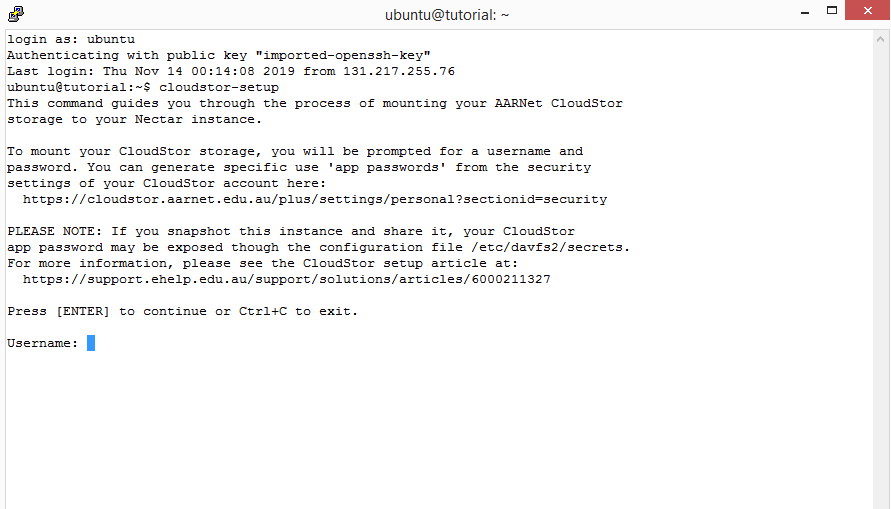 ubuntu@tutorial: ~
login as: ubuntu
Authenticating with public key "imported-openssh-key"
Last login: Thu Nov 14 00:14:08 2019 from 131.217.255.76
ubuntu@tutorial:~$ cloudstor-setup
This command guides you through the process of mounting your AARNet CloudStor
storage to your Nectar instance.
To mount your CloudStor storage, you will be prompted for a username and
password. You can generate specific use 'app passwords' from the security
settings of your CloudStor account here:
https://cloudstor.aarnet.edu.au/plus/settings/personal?sectionid=security
PLEASE NOTE: If you snapshot this instance and share it, your CloudStor
app password may be exposed though the configuration file /etc/davfs2/secrets.
For more information, please see the CloudStor setup article at:
https://support.ehelp.edu.au/support/solutions/articles/6000211327
Press [ENTER] to continue or Ctrl+C to exit.
Username: